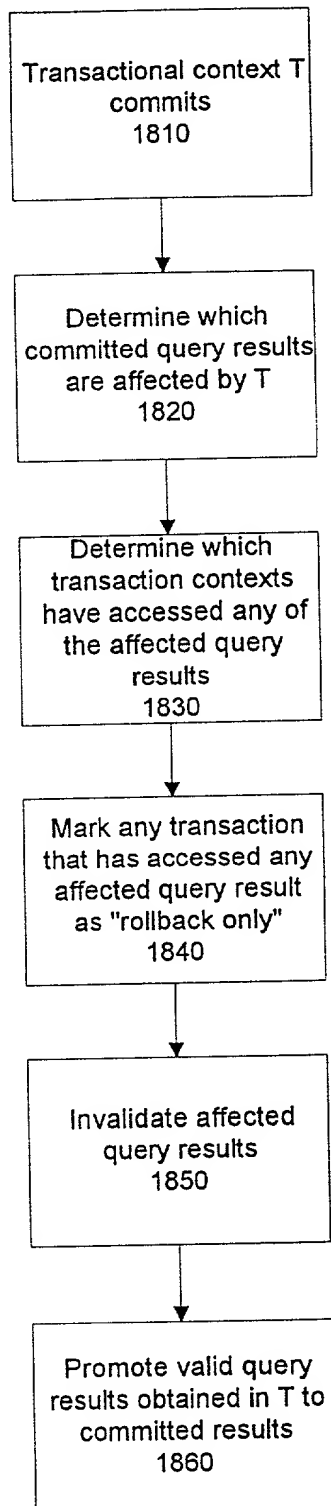 Transactional context T
commits
1810
Determine which
committed query results
are affected by T
1820
Determine which
transaction contexts
have accessed any of
the affected query
results
1830
Mark any transaction
that has accessed any
affected query result
as "rollback only"
1840
Invalidate affected
query results
1850
Promote valid query
results obtained in T to
committed results
1860